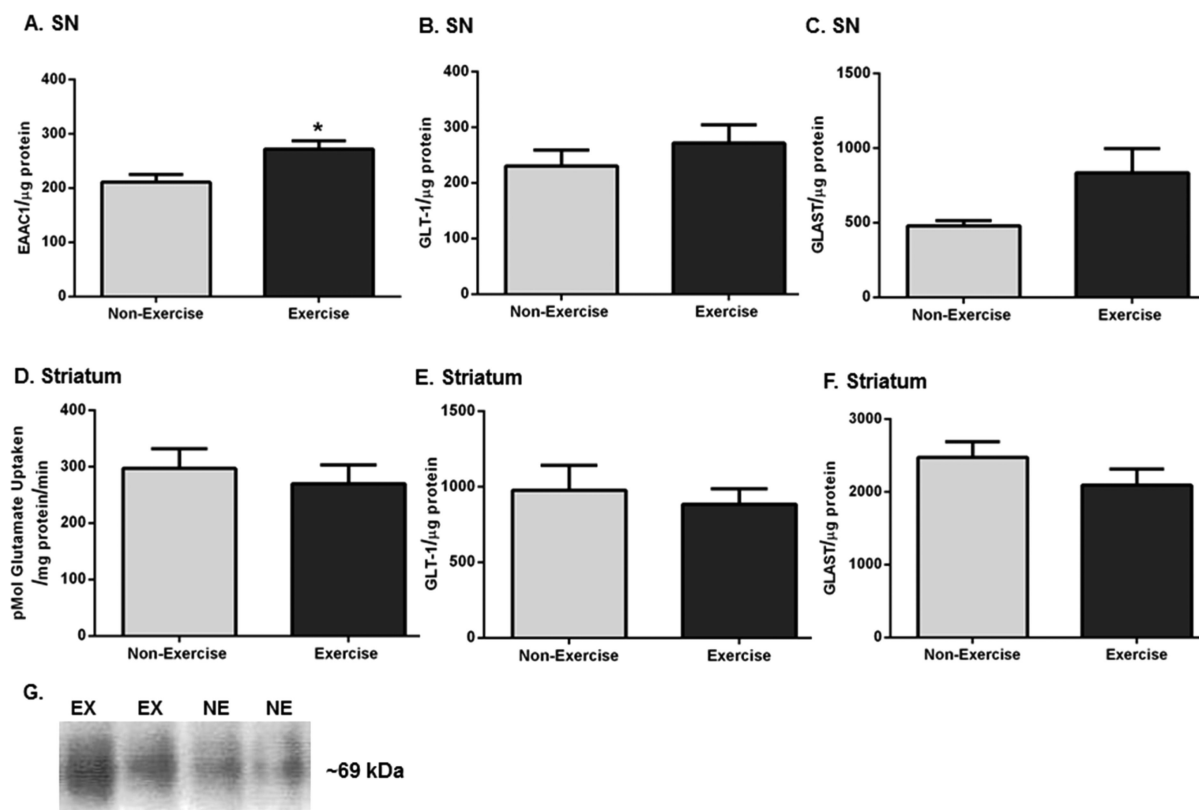 A. SN
B. SN
C. SN
EAAC1/µg protein
400
300
200
100
0
Non-Exercise
Exercise
*
GLT-1/µg protein
400
300
200
100
0
Non-Exercise
Exercise
GLAST/µg protein
1500
1000
500
0
Non-Exercise
Exercise
D. Striatum
E. Striatum
F. Striatum
pMol Glutamate Uptaken
/mg protein/min
400
300
200
100
0
Non-Exercise
Exercise
GLT-1/µg protein
1500
1000
500
0
Non-Exercise
Exercise
GLAST/µg protein
3000
2000
1000
0
Non-Exercise
Exercise
G.
EX EX NE NE
~69 kDa